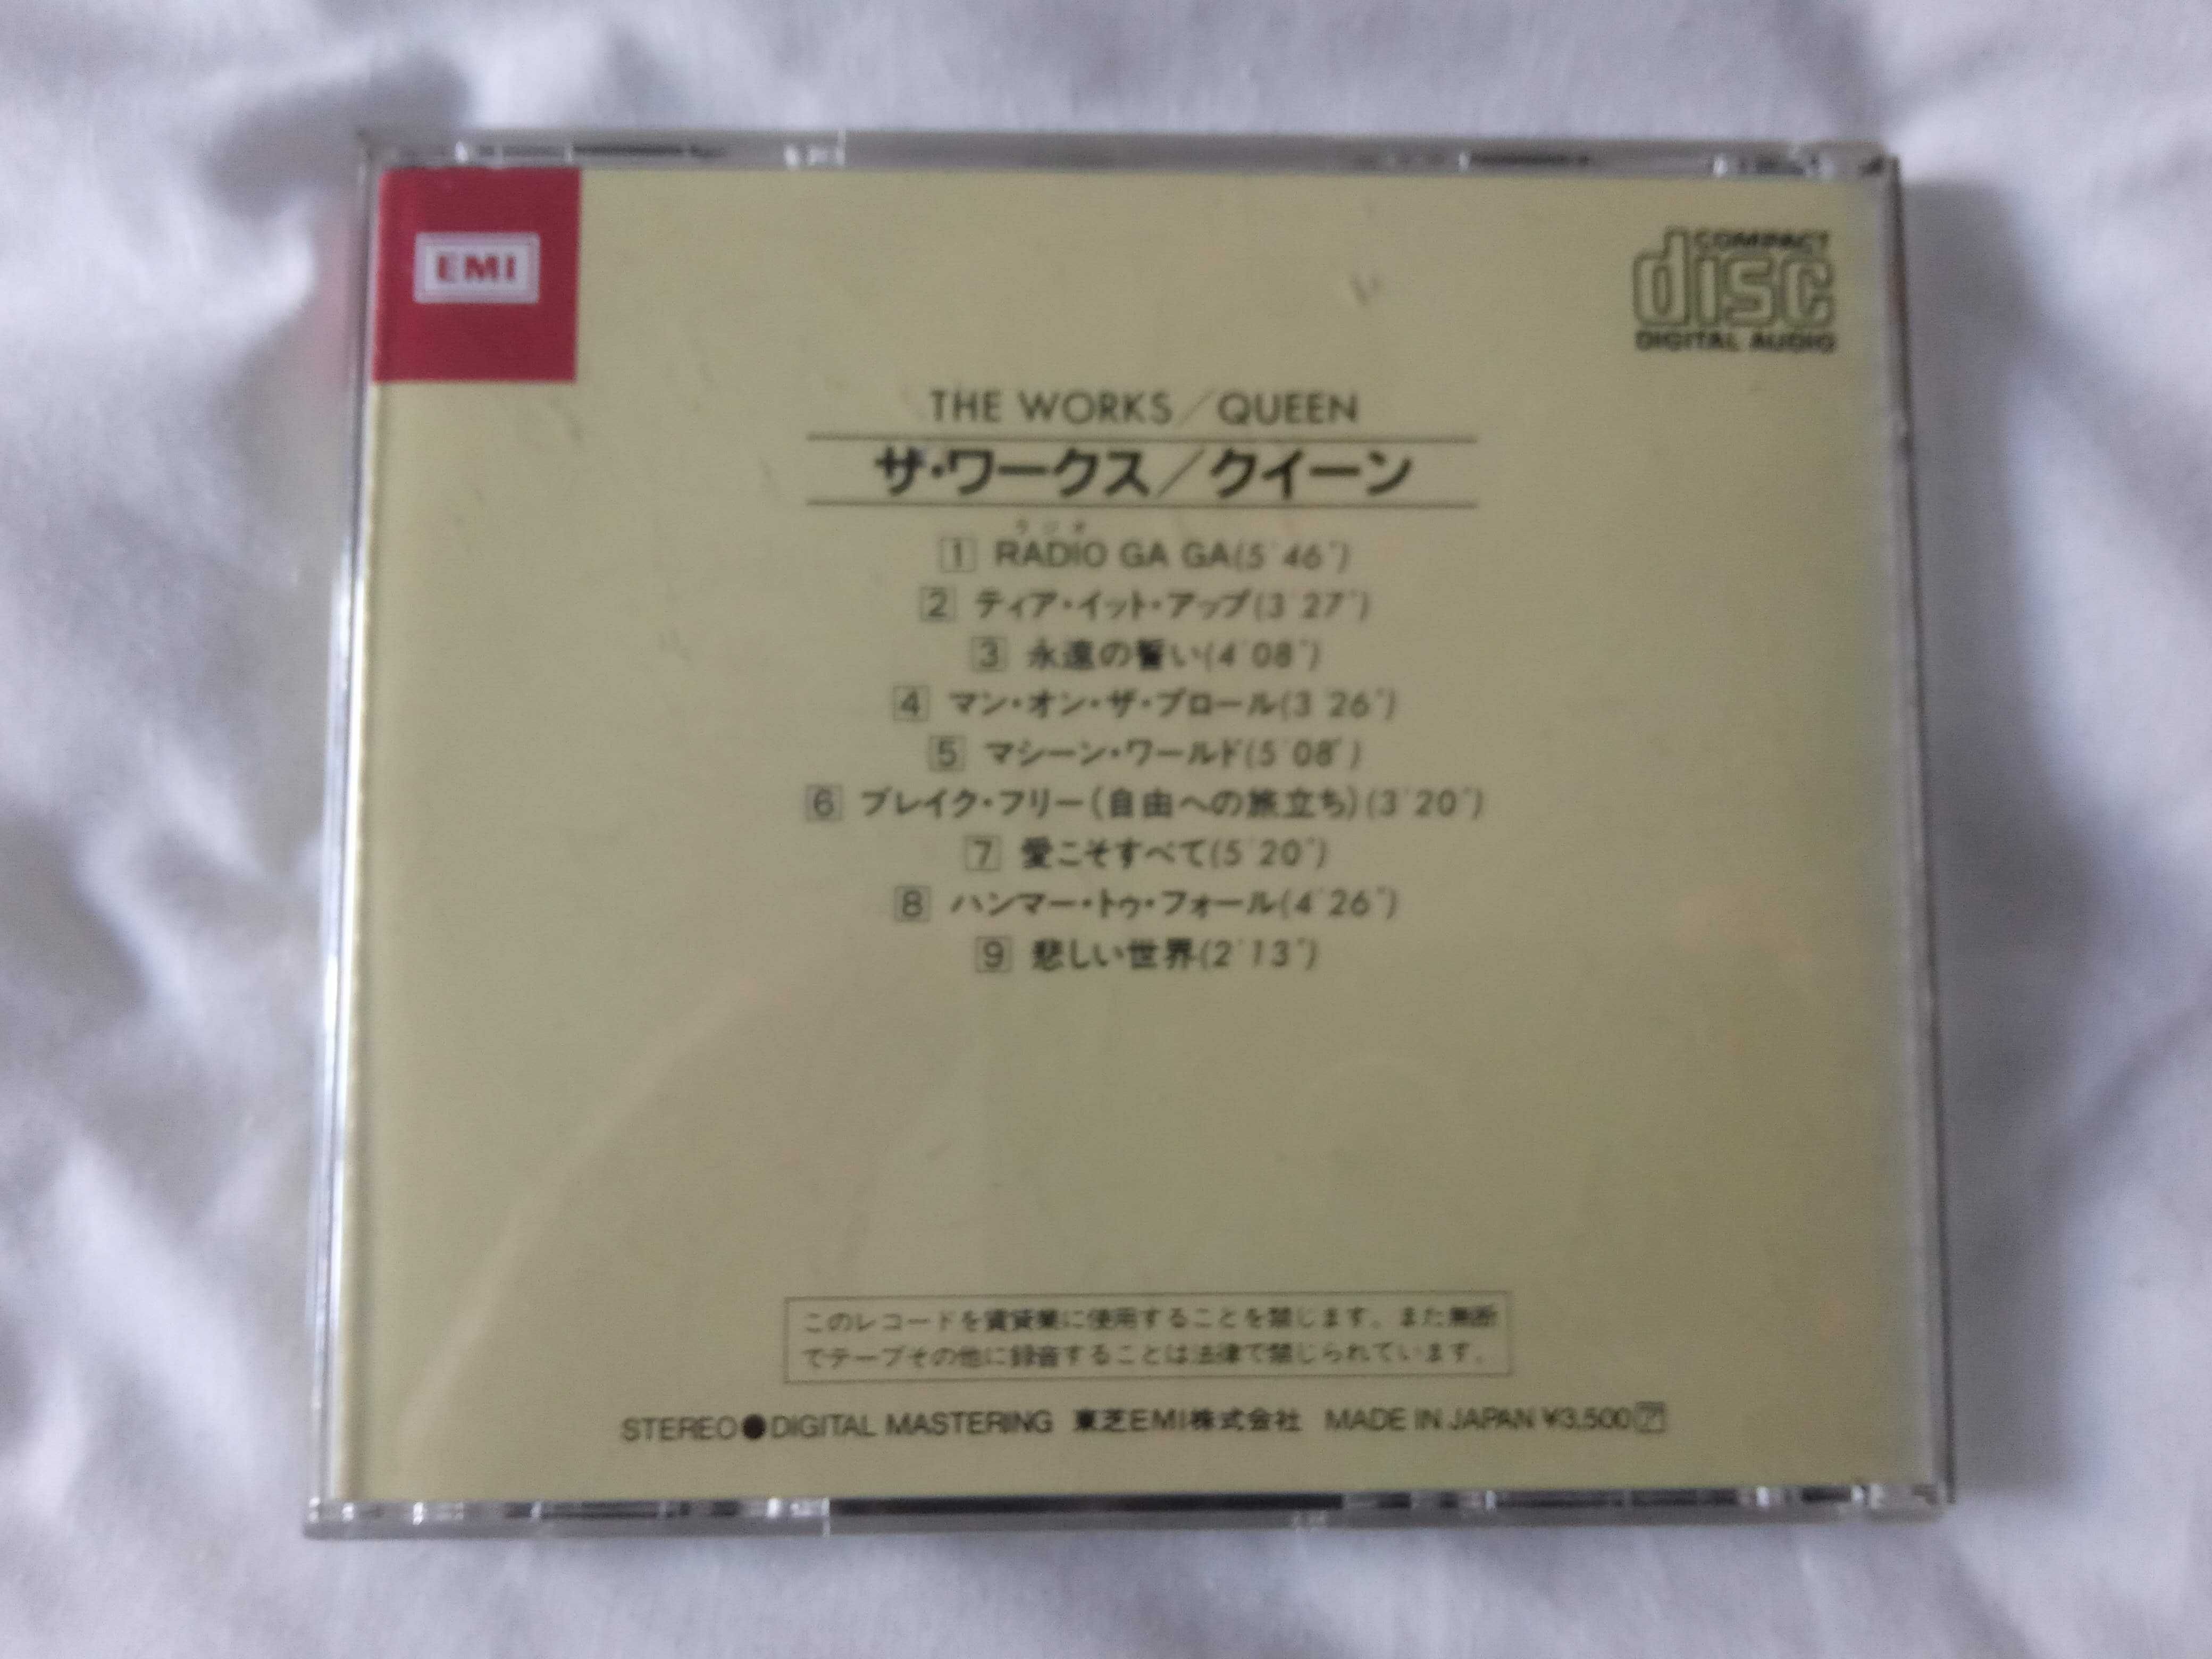 EMI
COMPACT
disc
DIGITAL AUDIO
THE WORKS／QUEEN
ザ・ワークス／クイーン
ラジオ
1 RADIO GA GA(5'46")
2 ティア・イット・アップ(3'27")
3 永遠の誓い(4'08")
4 マン・オン・ザ・プロール(3'26")
5 マシーン・ワールド(5'08")
6 ブレイク・フリー(自由への旅立ち)(3'20")
7 愛こそすべて(5'20")
8 ハンマー・トゥ・フォール(4'26")
9 悲しい世界(2'13")
このレコードを賃貸業に使用することを禁じます。また無断
でテープその他に録音することは法律で禁じられています。
STEREO●DIGITAL MASTERING 東芝EMI株式会社 MADE IN JAPAN ¥3,500 ア